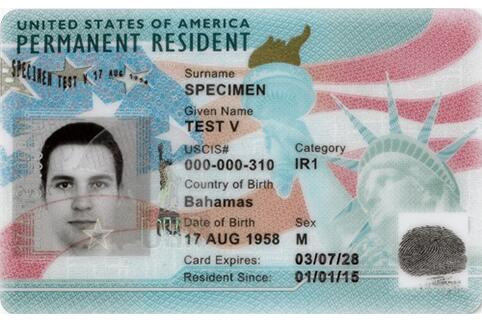 UNITED STATES OF AMERICA
PERMANENT RESIDENT
SPECIMEN TEST V 17 AUG
Surname
SPECIMEN
Given Name
TEST V
USCIS# Category
000-000-310 IR1
Country of Birth
Bahamas
Date of Birth Sex
17 AUG 1958 M
Card Expires: 03/07/28
Resident Since: 01/01/15